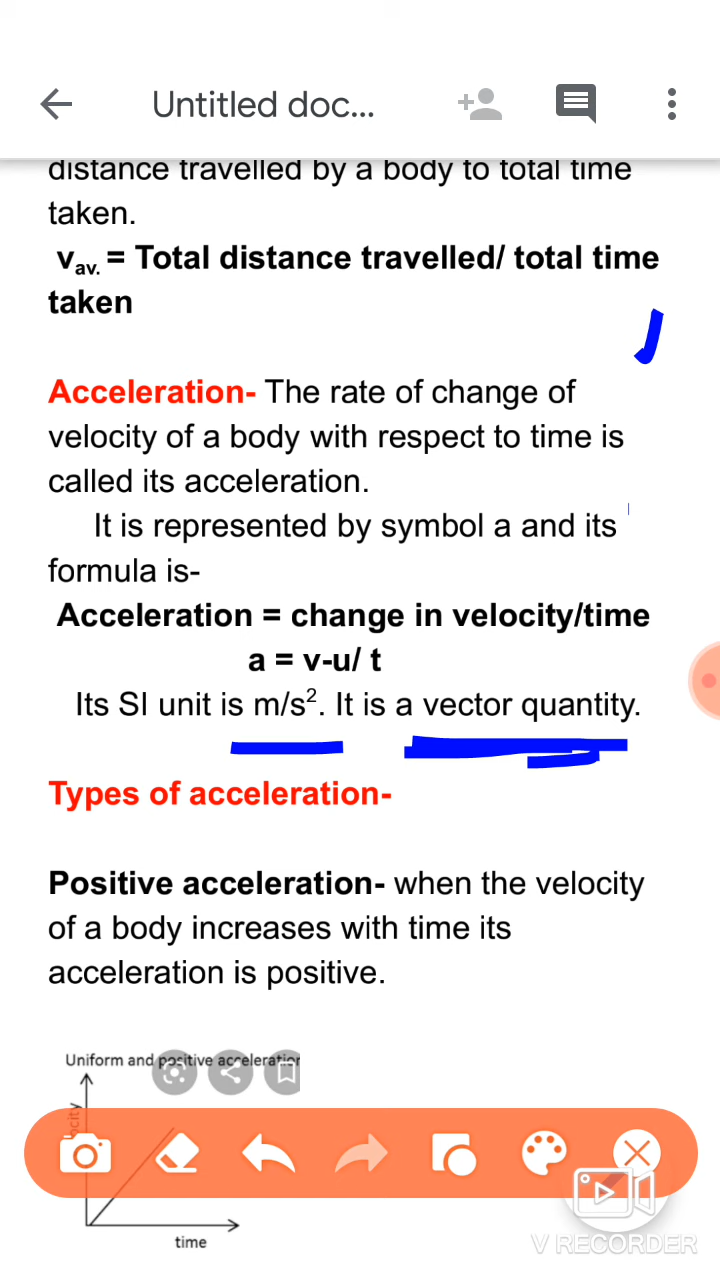 Untitled doc...
distance travelled by a body to total time
taken.
vav. = Total distance travelled/ total time
taken
Acceleration- The rate of change of
velocity of a body with respect to time is
called its acceleration.
It is represented by symbol a and its
formula is-
Acceleration = change in velocity/time
a = v-u/ t
Its SI unit is m/s². It is a vector quantity.
Types of acceleration-
Positive acceleration- when the velocity
of a body increases with time its
acceleration is positive.
Uniform and positive acceleration
time
V RECORDER